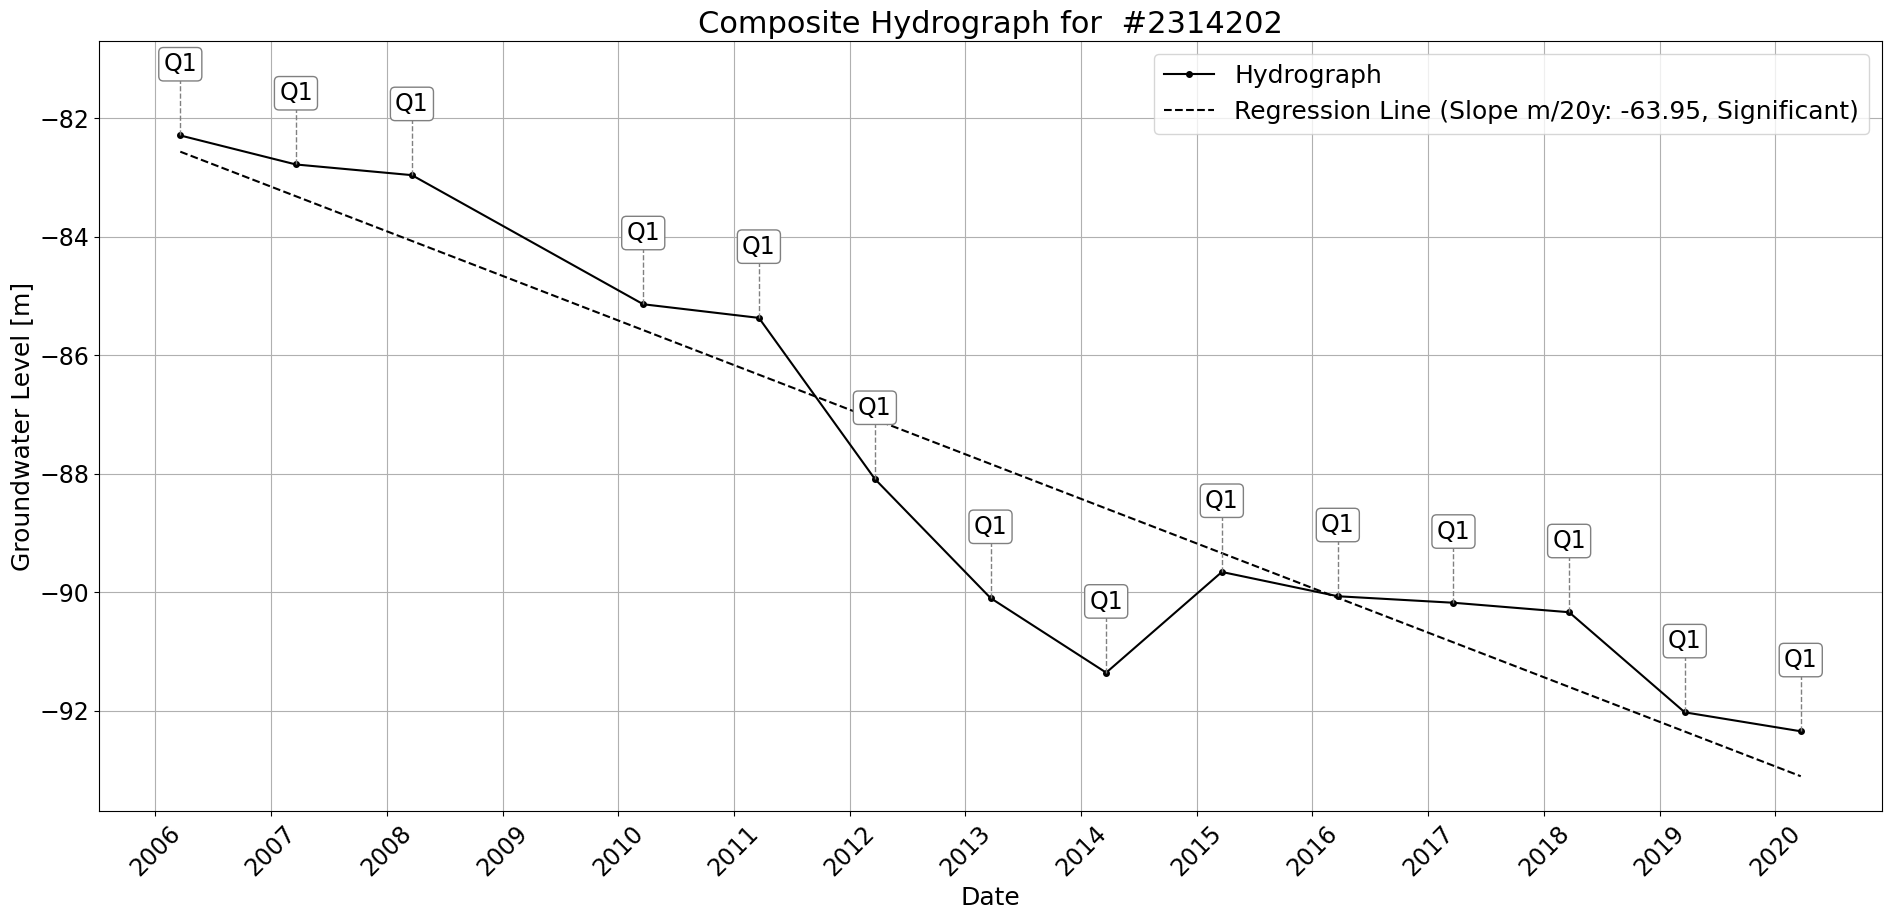 Composite Hydrograph for  #2314202
Hydrograph
Regression Line (Slope m/20y: -63.95, Significant)
Q1
Q1
Q1
Q1
Q1
Q1
Q1
Q1
Q1
Q1
Q1
Q1
Q1
Q1
Groundwater Level [m]
−82
−84
−86
−88
−90
−92
2006
2007
2008
2009
2010
2011
2012
2013
2014
2015
2016
2017
2018
2019
2020
Date